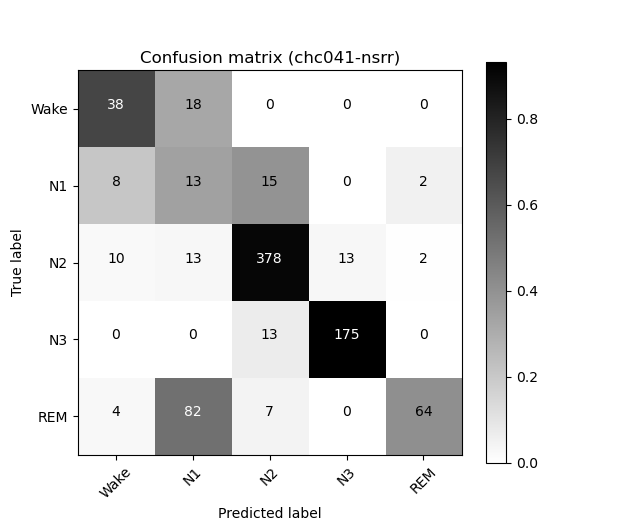 Confusion matrix (chc041-nsrr)
Wake 38 18 0 0 0
N1 8 13 15 0 2
N2 10 13 378 13 2
N3 0 0 13 175 0
REM 4 82 7 0 64
Wake N1 N2 N3 REM
Predicted label
True label
0.8
0.6
0.4
0.2
0.0